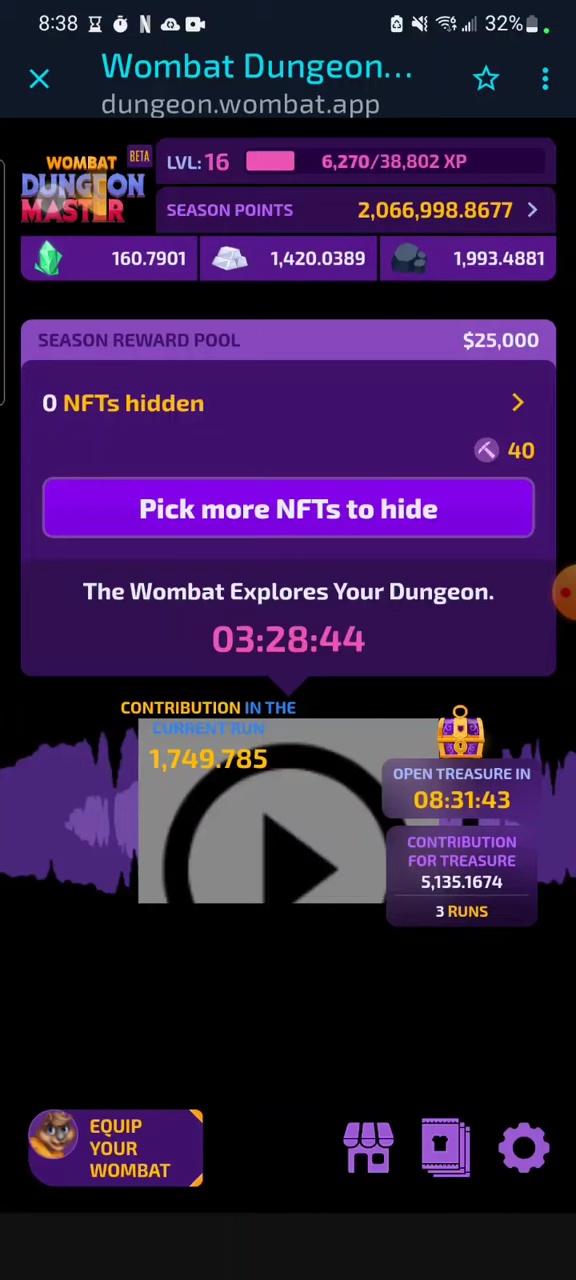 8:38 N 32%
Wombat Dungeon...
dungeon.wombat.app
WOMBAT BETA
DUNGEON
MASTER
LVL: 16 6,270/38,802 XP
SEASON POINTS 2,066,998.8677
160.7901 1,420.0389 1,993.4881
SEASON REWARD POOL $25,000
0 NFTs hidden
40
Pick more NFTs to hide
The Wombat Explores Your Dungeon.
03:28:44
CONTRIBUTION IN THE
CURRENT RUN
1,749.785
OPEN TREASURE IN
08:31:43
CONTRIBUTION
FOR TREASURE
5,135.1674
3 RUNS
EQUIP
YOUR
WOMBAT